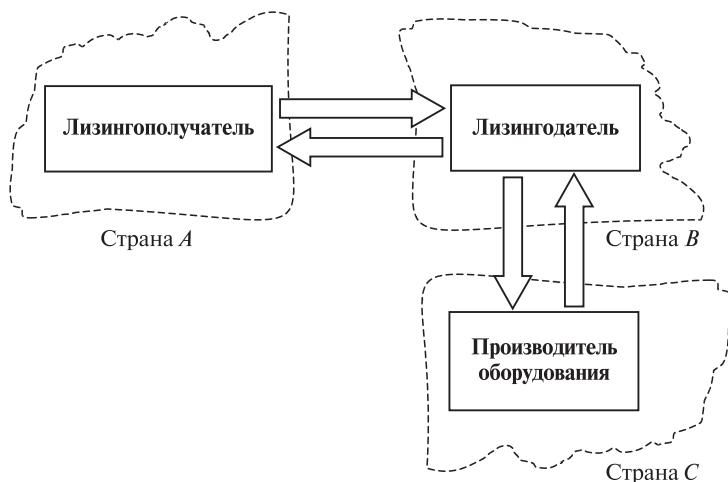 Лизингополучатель
Лизингодатель
Страна A
Страна B
Производитель
оборудования
Страна C